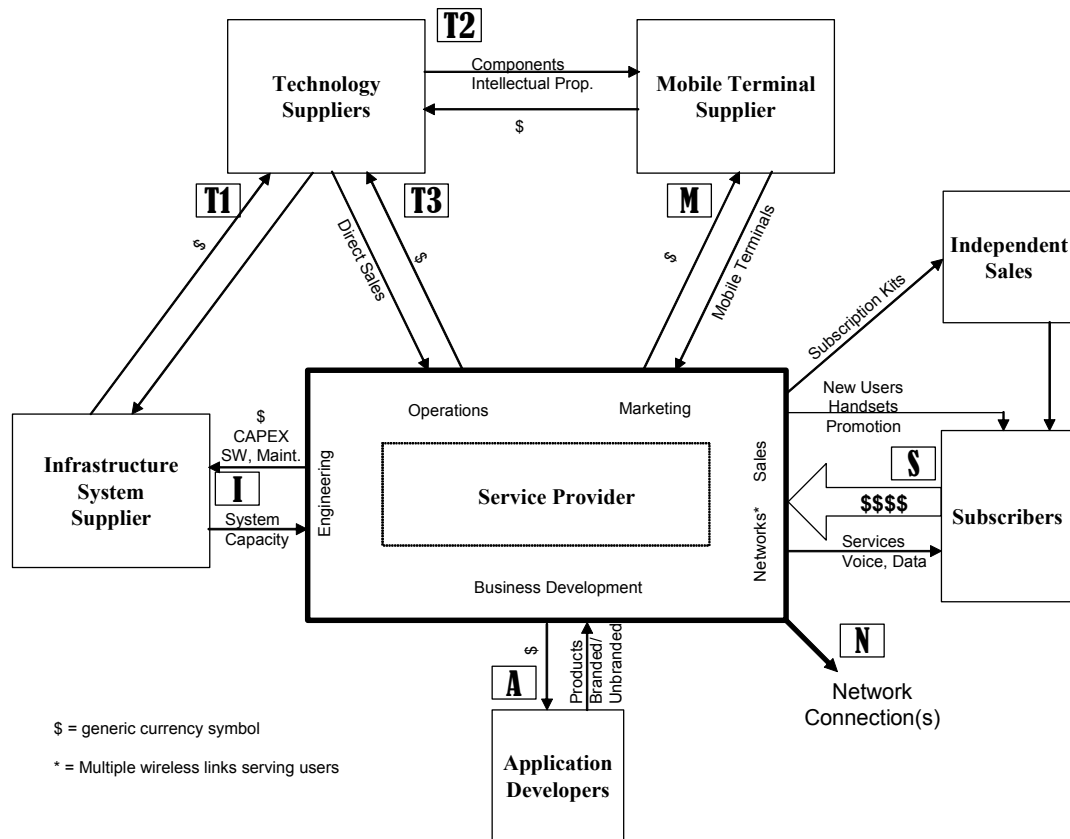 T2
Technology
Suppliers
Components
Intellectual Prop.
$
Mobile Terminal
Supplier
T1
$
T3
Direct Sales
$
M
$
Mobile Terminals
Independent
Sales
Subscription Kits
New Users
Handsets
Promotion
Infrastructure
System
Supplier
$
CAPEX
SW, Maint.
I
System
Capacity
Operations
Marketing
Engineering
Service Provider
Sales
Networks*
Business Development
S
$$$$
Subscribers
Services
Voice, Data
N
Network
Connection(s)
$
A
Products
Branded/
Unbranded
Application
Developers
$ = generic currency symbol
* = Multiple wireless links serving users